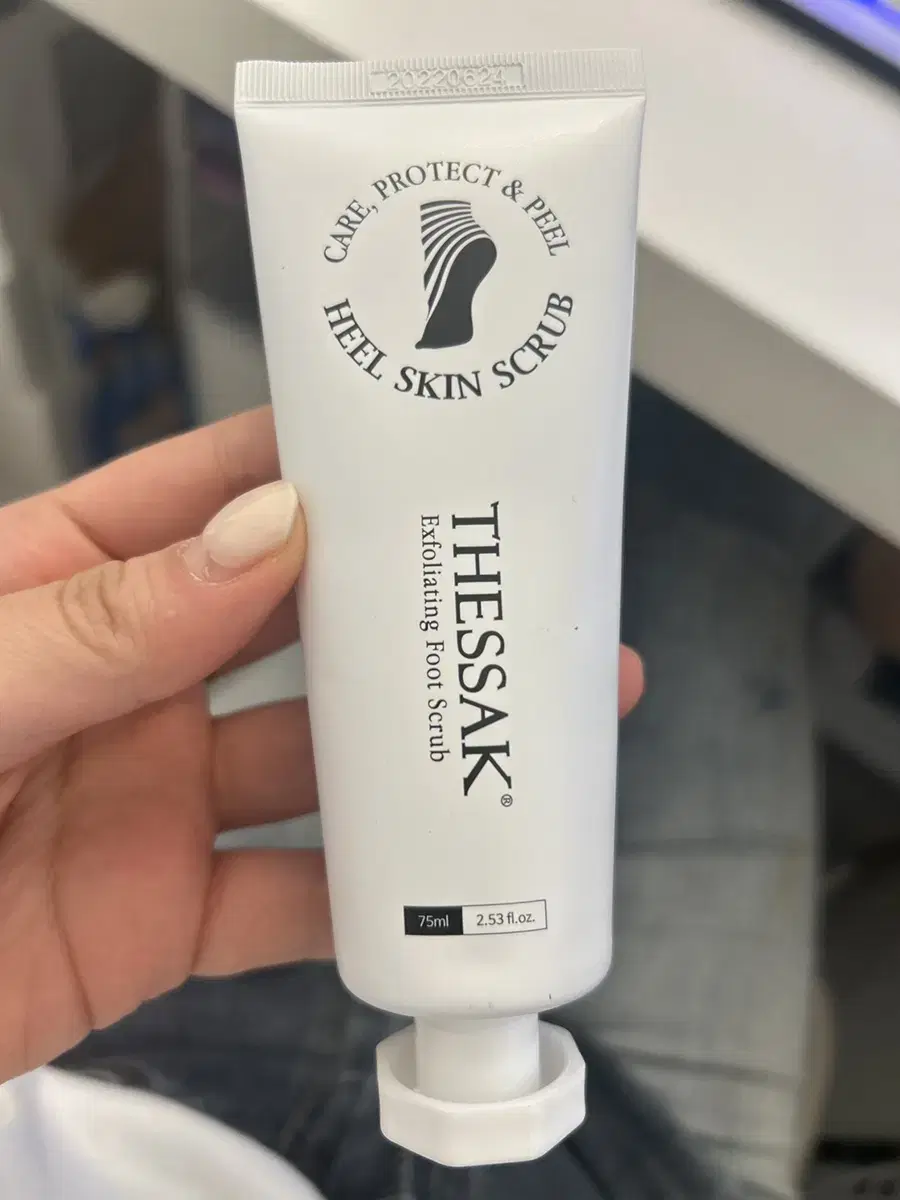 20220624
CARE, PROTECT & PEEL
HEEL SKIN SCRUB
THESSAK®
Exfoliating Foot Scrub
75ml 2.53 fl.oz.